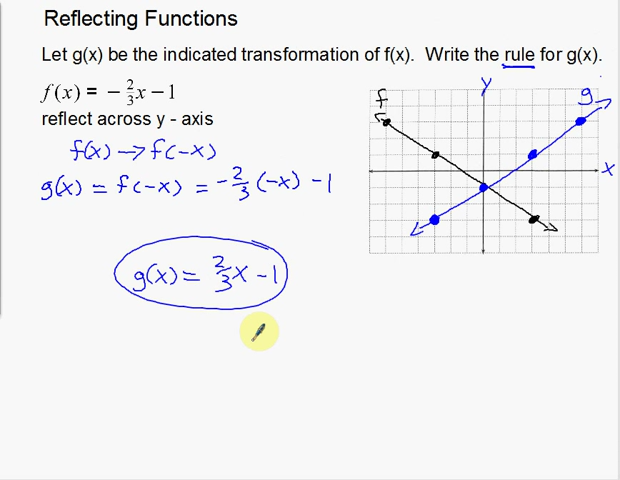 Reflecting Functions
Let g(x) be the indicated transformation of f(x). Write the rule for g(x).
f(x) = −2/3x − 1
reflect across y - axis
f(x) → f(-x)
g(x) = f(-x) = -2/3(-x) - 1
g(x) = 2/3x - 1
f
y
g
x